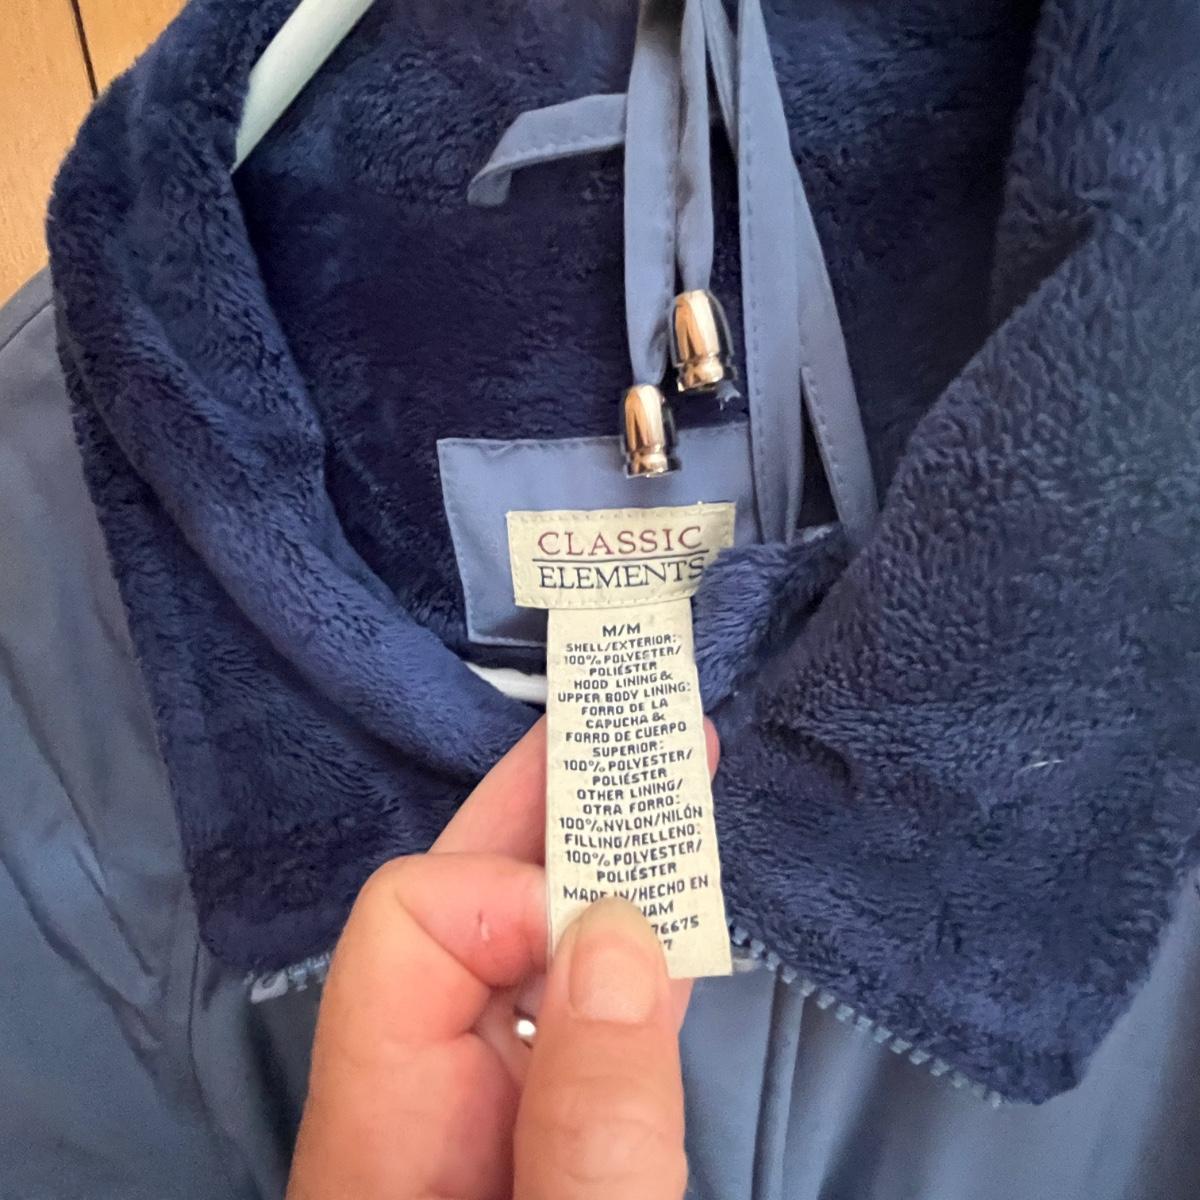 CLASSIC
ELEMENTS
M/M
SHELL/EXTERIOR:
100% POLYESTER/
POLIÉSTER
HOOD LINING &
UPPER BODY LINING:
FORRO DE LA
CAPUCHA &
FORRO DE CUERPO
SUPERIOR:
100% POLYESTER/
POLIÉSTER
OTHER LINING/
OTRA FORRO:
100%NYLON/NILÓN
FILLING/RELLENO:
100% POLYESTER/
POLIÉSTER
MADE IN/HECHO EN